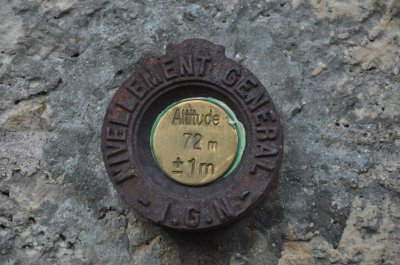 NIVELLEMENT GENERAL
Altitude
72 m
±1m
- I.G.N -